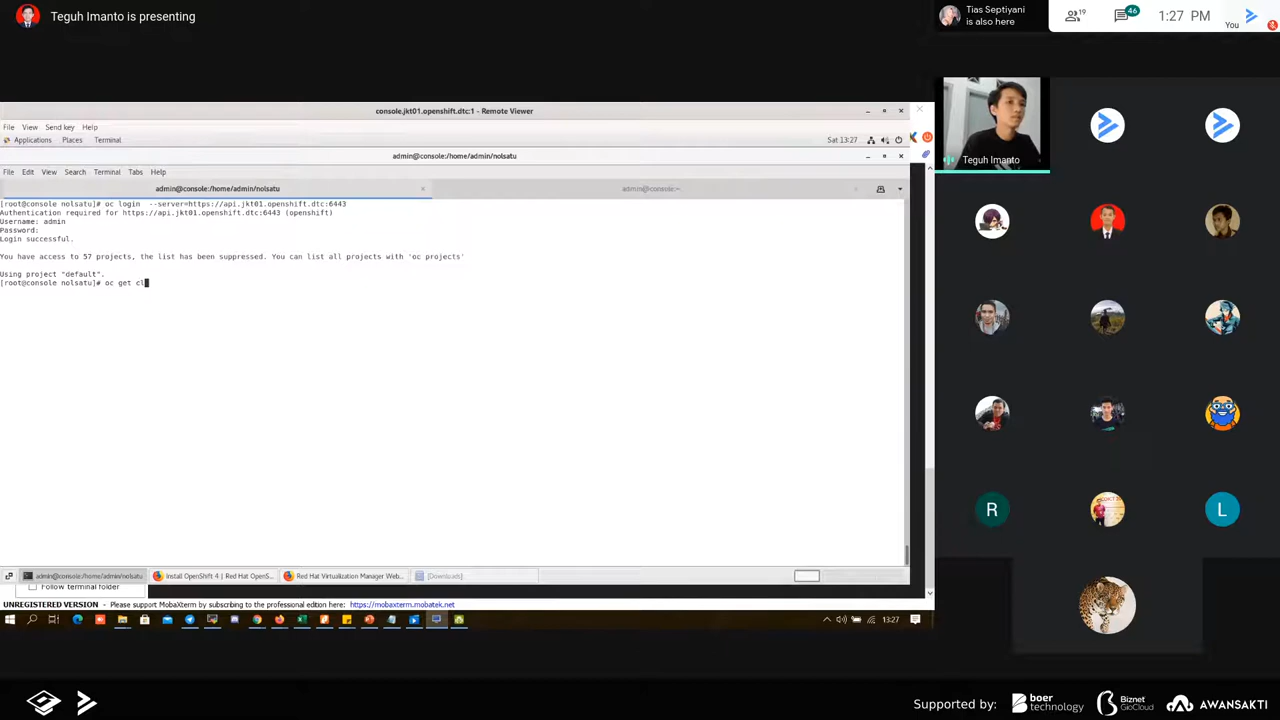 Teguh Imanto is presenting
Tias Septiyani
is also here
19
46
1:27 PM
You
console.jkt01.openshift.dtc:1 - Remote Viewer
File View Send key Help
Applications Places Terminal
Sat 13:27
admin@console:/home/admin/nolsatu
File Edit View Search Terminal Tabs Help
admin@console:/home/admin/nolsatu
admin@console:~
[root@console nolsatu]# oc login --server=https://api.jkt01.openshift.dtc:6443
Authentication required for https://api.jkt01.openshift.dtc:6443 (openshift)
Username: admin
Password:
Login successful.
You have access to 57 projects, the list has been suppressed. You can list all projects with 'oc projects'
Using project "default".
[root@console nolsatu]# oc get cl
Teguh Imanto
R
L
admin@console:/home/admin/nolsatu
Install OpenShift 4 | Red Hat OpenS...
Red Hat Virtualization Manager Web...
[Downloads]
Follow terminal folder
UNREGISTERED VERSION - Please support MobaXterm by subscribing to the professional edition here: https://mobaxterm.mobatek.net
13:27
Supported by:
boer
technology
Biznet
GioCloud
AWANSAKTI